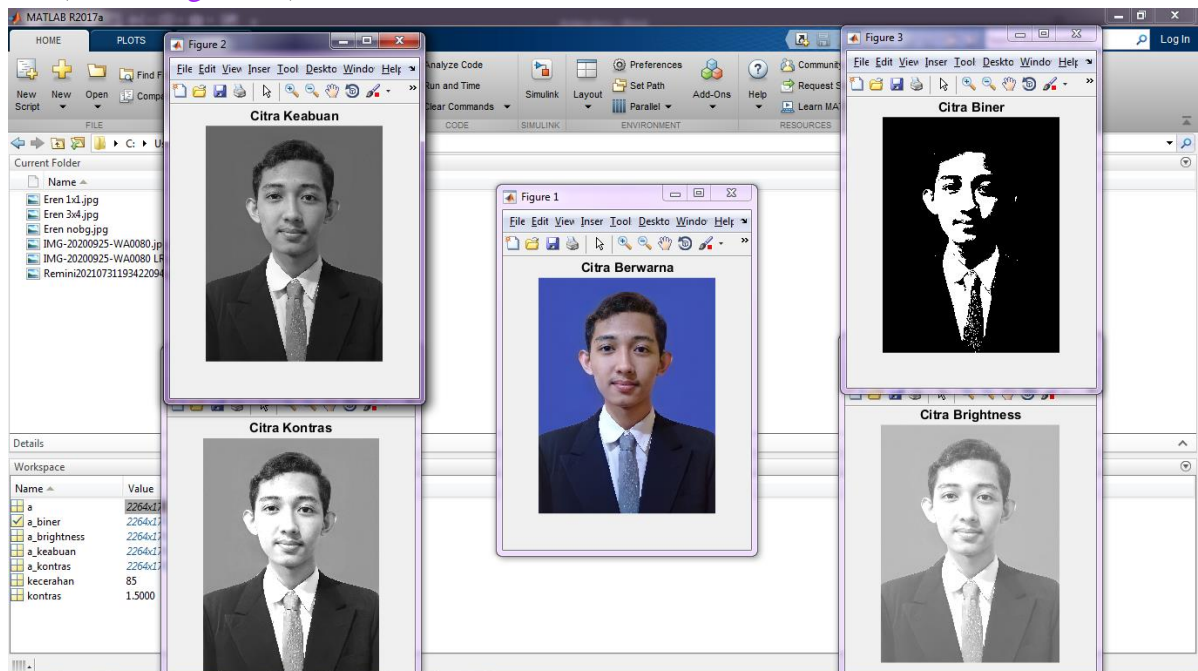 MATLAB R2017a
HOME
PLOTS
Log In
New Script
New
Open
Find Fi
Compa
FILE
Analyze Code
Run and Time
Clear Commands
CODE
Simulink
SIMULINK
Layout
Preferences
Set Path
Parallel
Add-Ons
ENVIRONMENT
Help
Community
Request S
Learn MA
RESOURCES
C: ▸ Us
Current Folder
Name
Eren 1x1.jpg
Eren 3x4.jpg
Eren nobg.jpg
IMG-20200925-WA0080.jp
IMG-20200925-WA0080 LR
Remini20210731193422094
Details
Workspace
Name Value
a 2264x17
a_biner 2264x17
a_brightness 2264x17
a_keabuan 2264x17
a_kontras 2264x17
kecerahan 85
kontras 1.5000
Figure 2
File Edit View Inser Tool Deskto Windo Help
Citra Keabuan
Citra Kontras
Figure 1
File Edit View Inser Tool Deskto Windo Help
Citra Berwarna
Figure 3
File Edit View Inser Tool Deskto Windo Help
Citra Biner
Citra Brightness